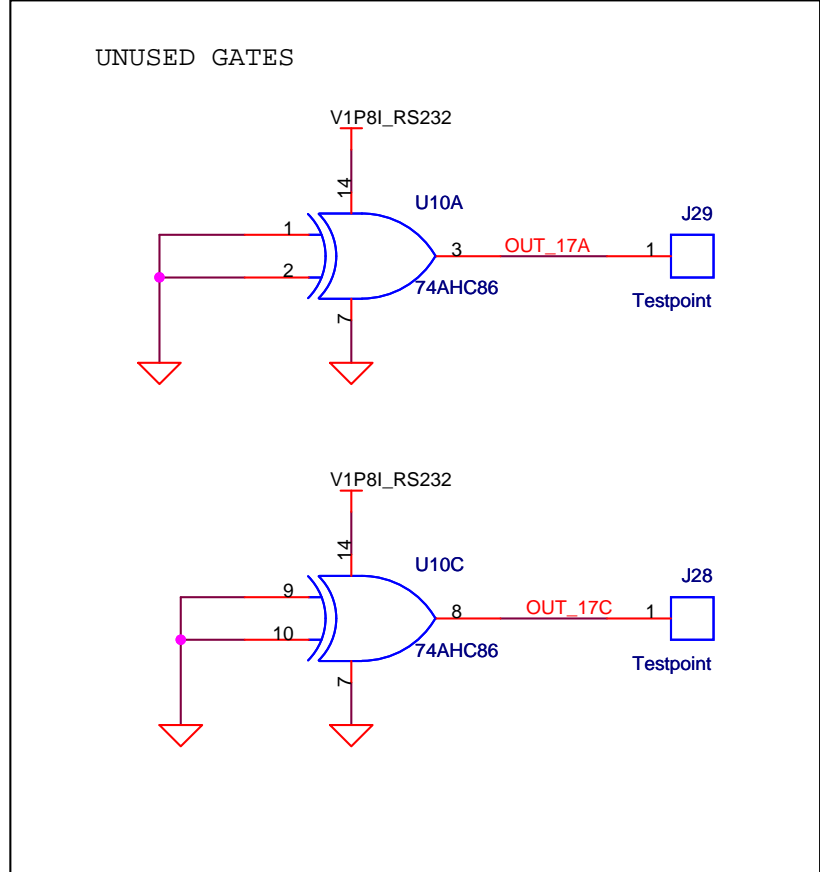 UNUSED GATES
V1P8I_RS232
14
U10A
J29
1
2
3
OUT_17A
1
74AHC86
Testpoint
7
V1P8I_RS232
14
U10C
J28
9
10
8
OUT_17C
1
74AHC86
Testpoint
7